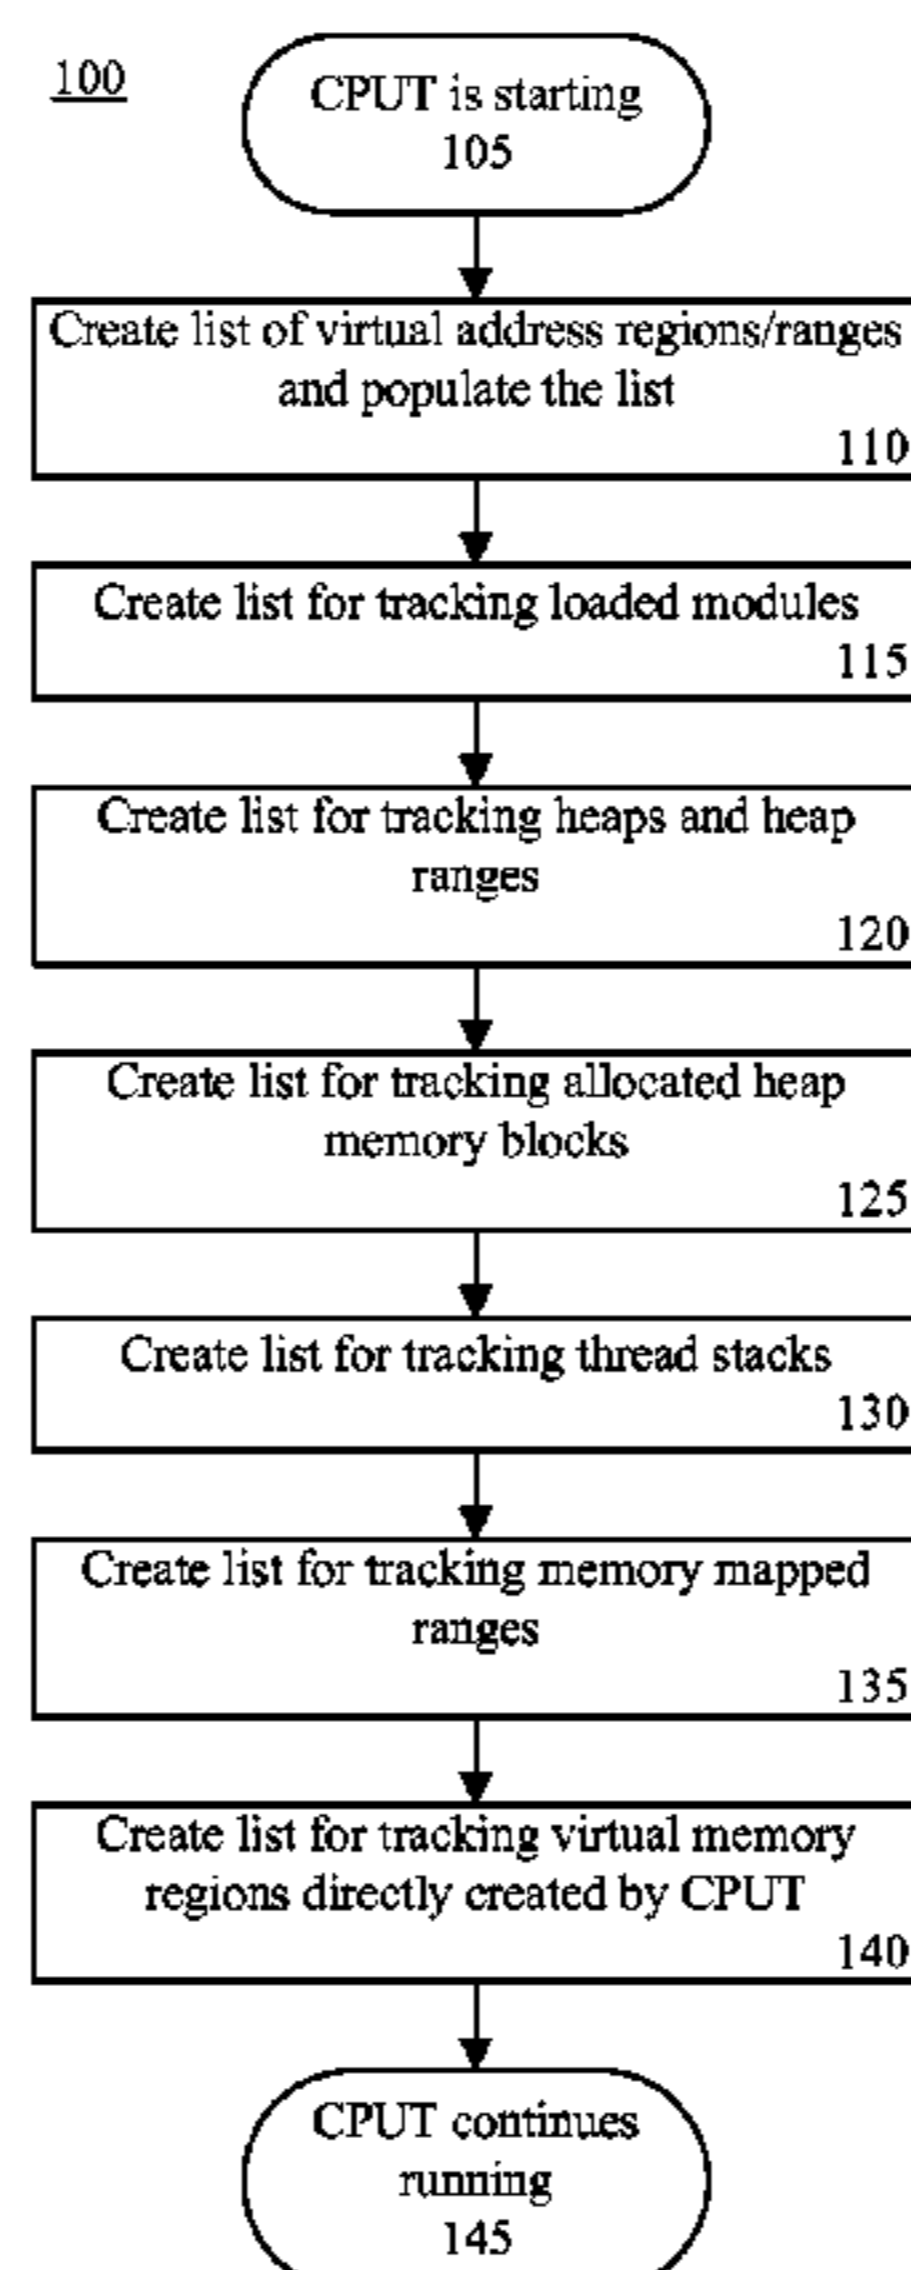 100
CPUT is starting
105
Create list of virtual address regions/ranges
and populate the list
110
Create list for tracking loaded modules
115
Create list for tracking heaps and heap
ranges
120
Create list for tracking allocated heap
memory blocks
125
Create list for tracking thread stacks
130
Create list for tracking memory mapped
ranges
135
Create list for tracking virtual memory
regions directly created by CPUT
140
CPUT continues
running
145